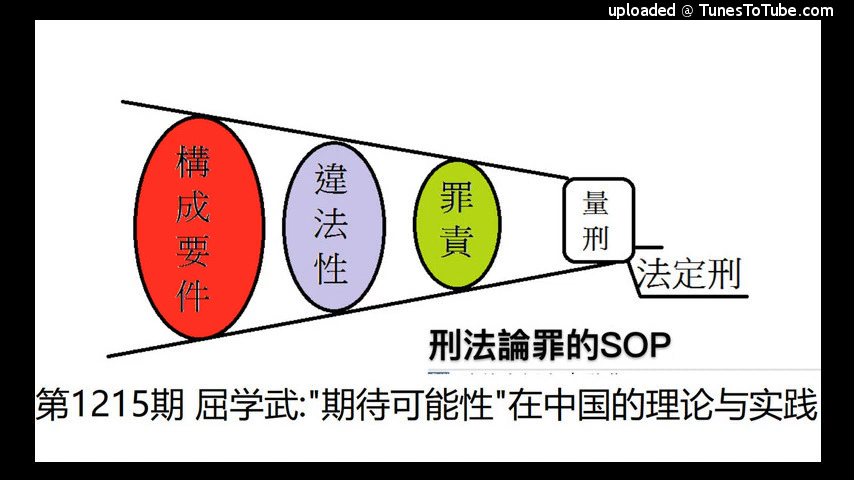 uploaded @ TunesToTube.com
構成要件
違法性
罪責
量刑
法定刑
刑法論罪的SOP
第1215期 屈学武:"期待可能性"在中国的理论与实践